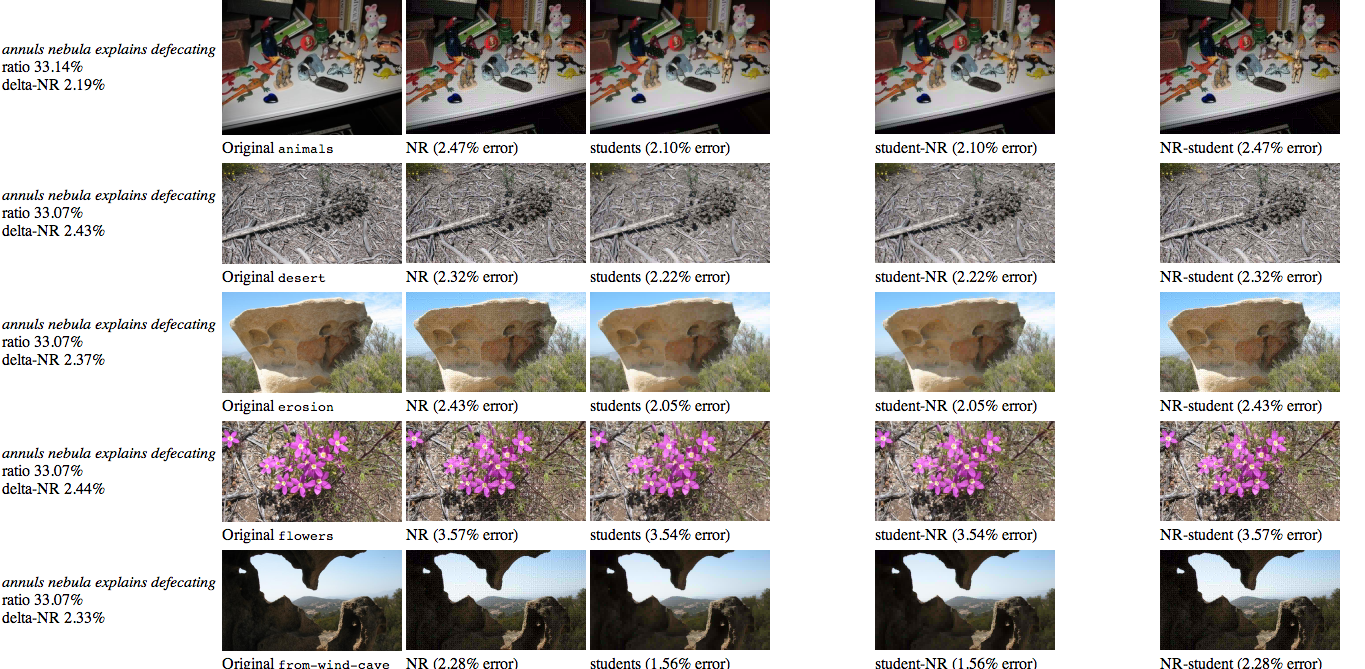 annuls nebula explains defecating
ratio 33.14%
delta-NR 2.19%
Original animals
NR (2.47% error)
students (2.10% error)
student-NR (2.10% error)
NR-student (2.47% error)
annuls nebula explains defecating
ratio 33.07%
delta-NR 2.43%
Original desert
NR (2.32% error)
students (2.22% error)
student-NR (2.22% error)
NR-student (2.32% error)
annuls nebula explains defecating
ratio 33.07%
delta-NR 2.37%
Original erosion
NR (2.43% error)
students (2.05% error)
student-NR (2.05% error)
NR-student (2.43% error)
annuls nebula explains defecating
ratio 33.07%
delta-NR 2.44%
Original flowers
NR (3.57% error)
students (3.54% error)
student-NR (3.54% error)
NR-student (3.57% error)
annuls nebula explains defecating
ratio 33.07%
delta-NR 2.33%
Original from-wind-cave
NR (2.28% error)
students (1.56% error)
student-NR (1.56% error)
NR-student (2.28% error)